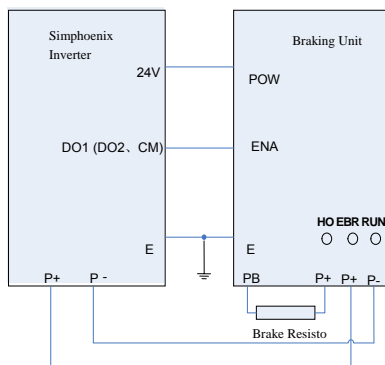 Simphoenix
Inverter
Braking Unit
24V
POW
DO1 (DO2、CM)
ENA
HO EBR RUN
E
E
P+
P -
PB
P+
P+
P-
Brake Resisto